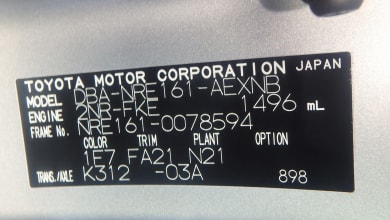 TOYOTA MOTOR CORPORATION JAPAN
MODEL DBA-NRE161-AEXNB
ENGINE 2NR-FKE 1496 mL
FRAME No. NRE161-0078594
COLOR TRIM PLANT OPTION
1E7 FA21 N21
TRANS./AXLE K312 -03A 898